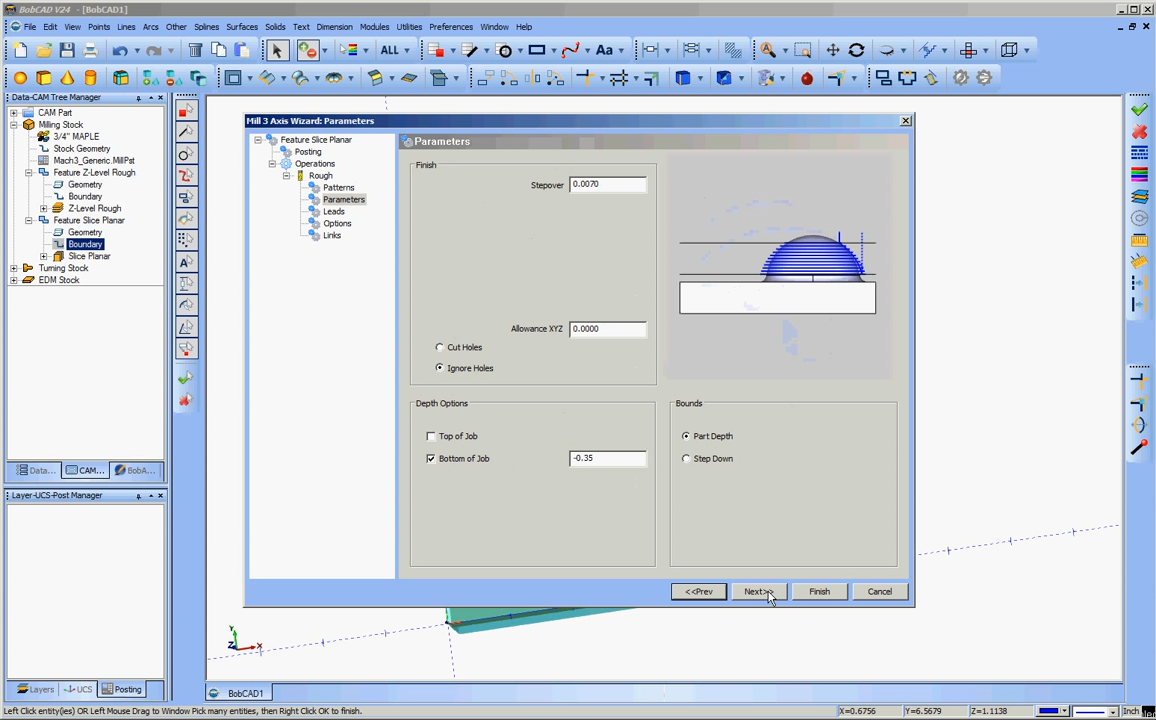 BobCAD V24 - [BobCAD1]
File Edit View Points Lines Arcs Other Splines Surfaces Solids Text Dimension Modules Utilities Preferences Window Help
ALL Aa
Data-CAM Tree Manager
CAM Part
Milling Stock
3/4" MAPLE
Stock Geometry
Mach3_Generic.MillPst
Feature Z-Level Rough
Geometry
Boundary
Z-Level Rough
Feature Slice Planar
Geometry
Boundary
Slice Planar
Turning Stock
EDM Stock
Data... CAM... BobA...
Layer-UCS-Post Manager
Layers UCS Posting
Mill 3 Axis Wizard: Parameters
Feature Slice Planar
Posting
Operations
Rough
Patterns
Parameters
Leads
Options
Links
Parameters
Finish
Stepover 0.0070
Allowance XYZ 0.0000
Cut Holes
Ignore Holes
Depth Options
Top of Job
Bottom of Job -0.35
Bounds
Part Depth
Step Down
<<Prev Next>> Finish Cancel
Y
Z X
BobCAD1
Left Click entity(ies) OR Left Mouse Drag to Window Pick many entities, then Right Click OK to finish.
X=0.6756 Y=6.5679 Z=1.1138 Inch